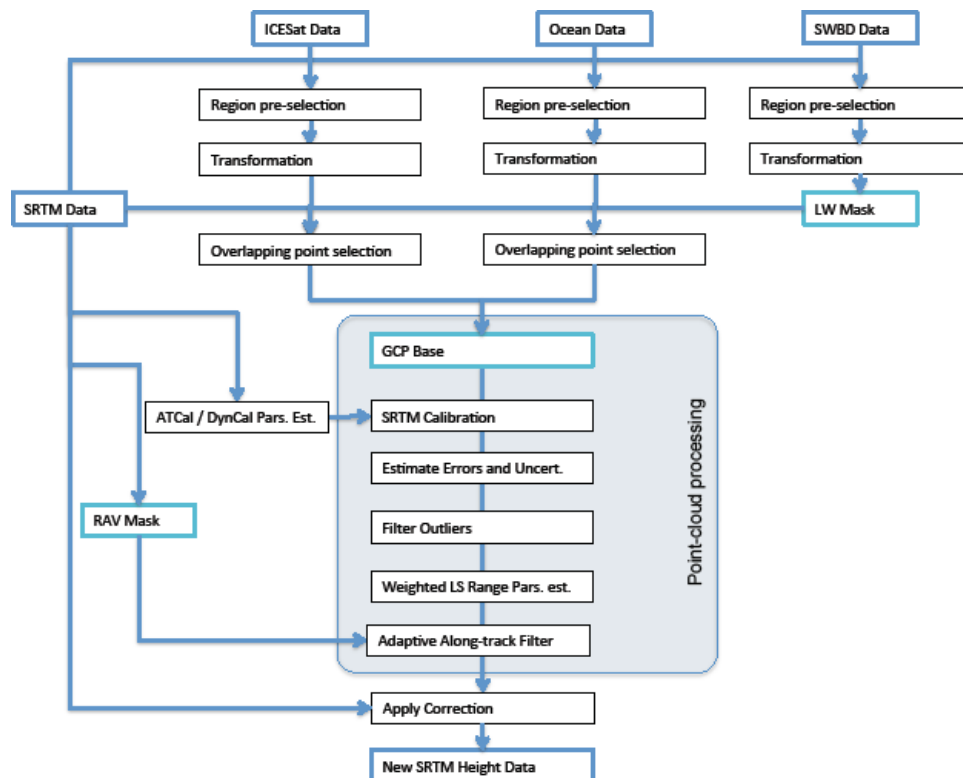 ICESat Data
Ocean Data
SWBD Data
Region pre-selection
Region pre-selection
Region pre-selection
Transformation
Transformation
Transformation
SRTM Data
LW Mask
Overlapping point selection
Overlapping point selection
GCP Base
ATCal / DynCal Pars. Est.
SRTM Calibration
Estimate Errors and Uncert.
RAV Mask
Filter Outliers
Weighted LS Range Pars. est.
Adaptive Along-track Filter
Point-cloud processing
Apply Correction
New SRTM Height Data